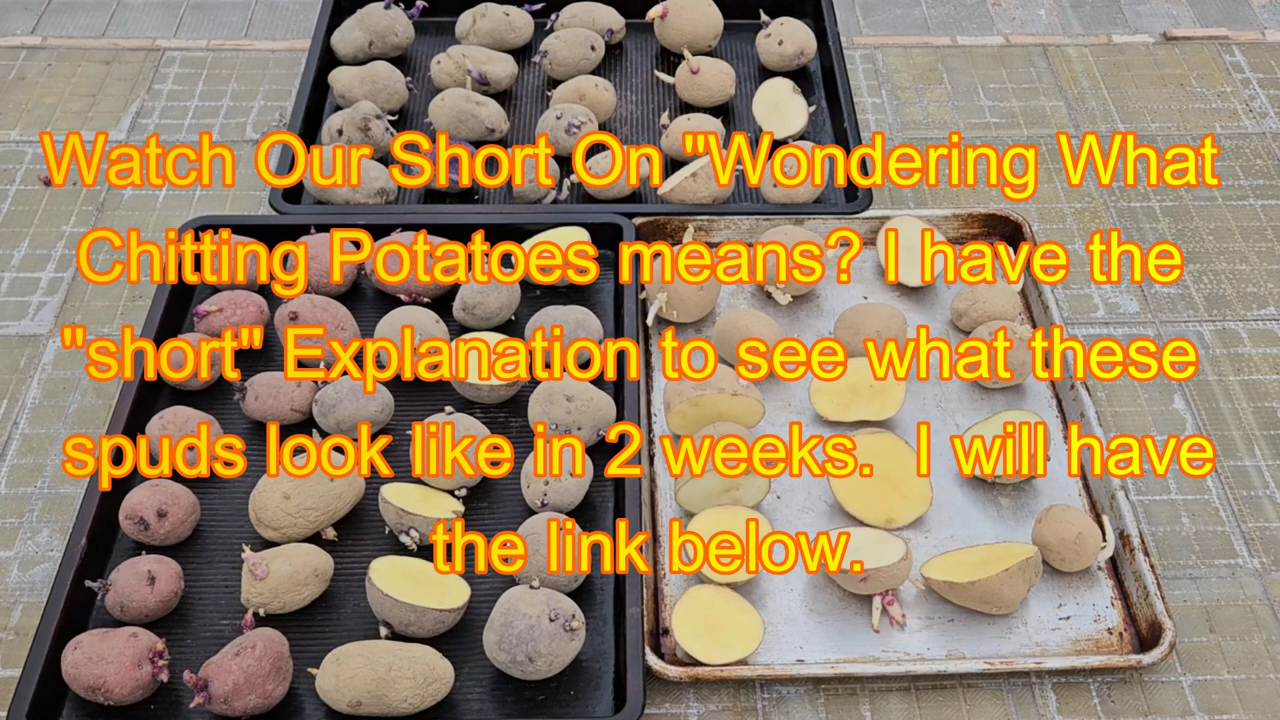 Watch Our Short On "Wondering What
Chitting Potatoes means? I have the
"short" Explanation to see what these
spuds look like in 2 weeks.  I will have
the link below.